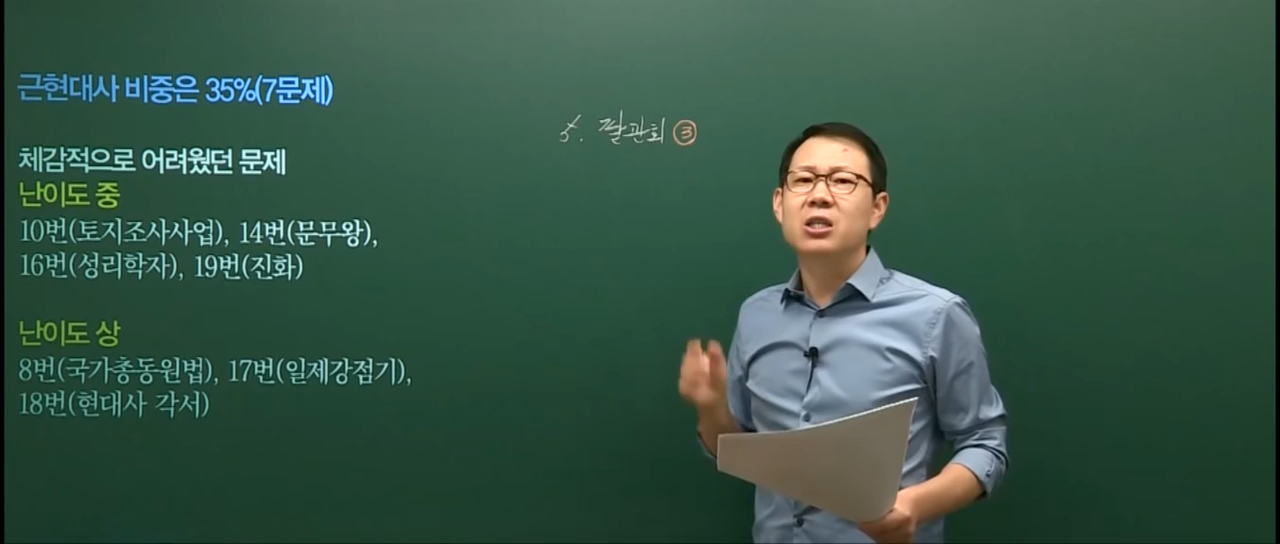 근현대사 비중은 35%(7문제)
체감적으로 어려웠던 문제
난이도 중
10번(토지조사사업), 14번(문무왕),
16번(성리학자), 19번(진화)
난이도 상
8번(국가총동원법), 17번(일제강점기),
18번(현대사 각서)
5. 팔관회 ③